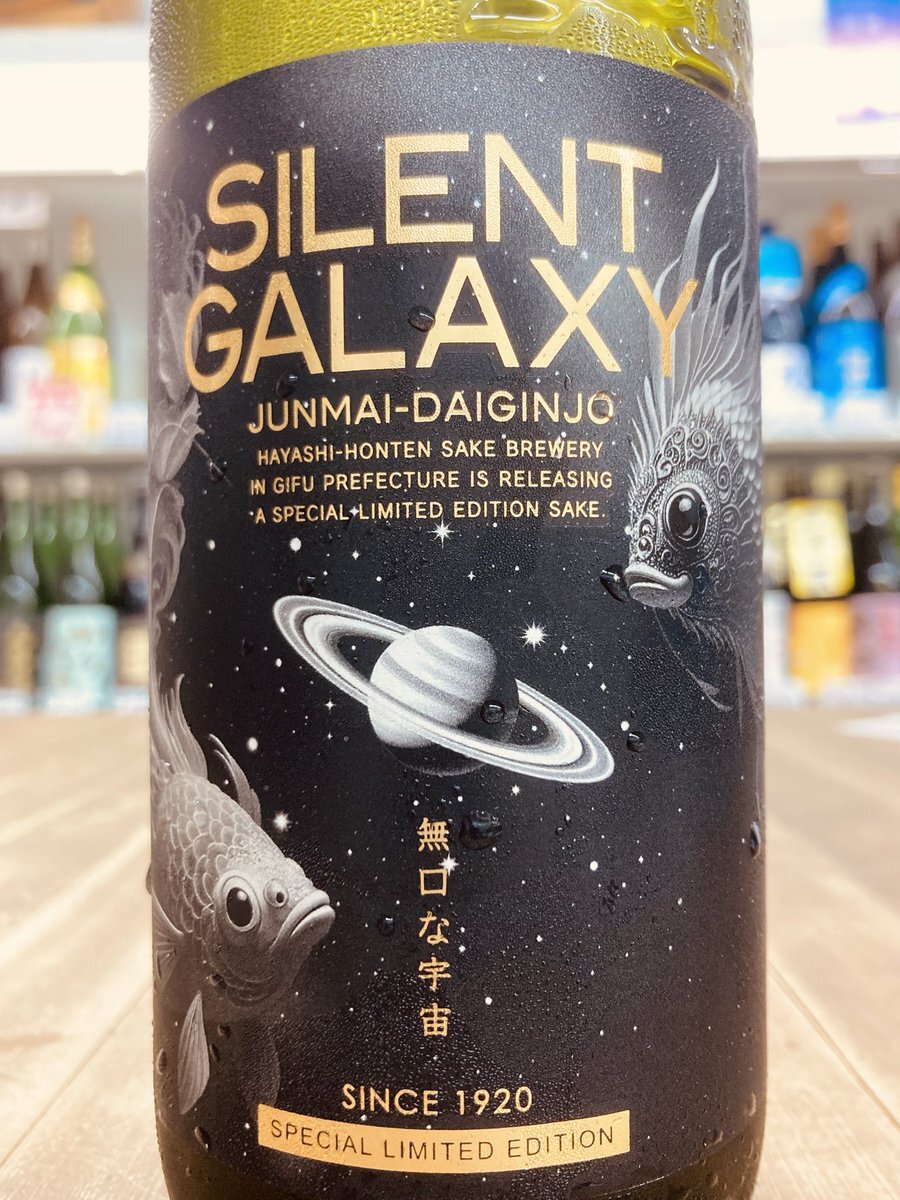 SILENT
GALAXY
JUNMAI-DAIGINJO
HAYASHI-HONTEN SAKE BREWERY
IN GIFU PREFECTURE IS RELEASING
A SPECIAL LIMITED EDITION SAKE.
無口な宇宙
SINCE 1920
SPECIAL LIMITED EDITION